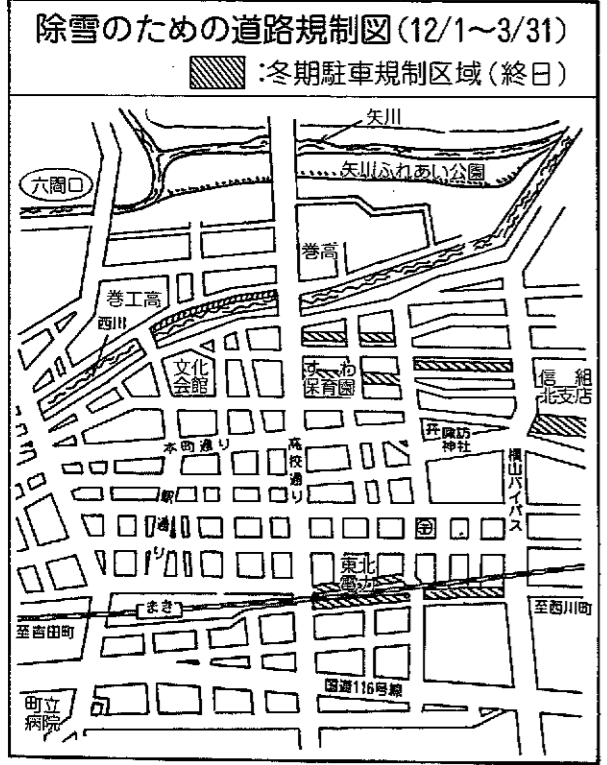 除雪のための道路規制図(12/1〜3/31)
:冬期駐車規制区域(終日)
矢川
六間口
矢川ふれあい公園
巻高
巻工高
西川
文化
会館
すわ
保育園
信組
北支店
諏訪
神社
本町通り
高校通り
横山バイパス
駅通り
東北
電力
まき
至吉田町
至西川町
国道116号線
町立
病院